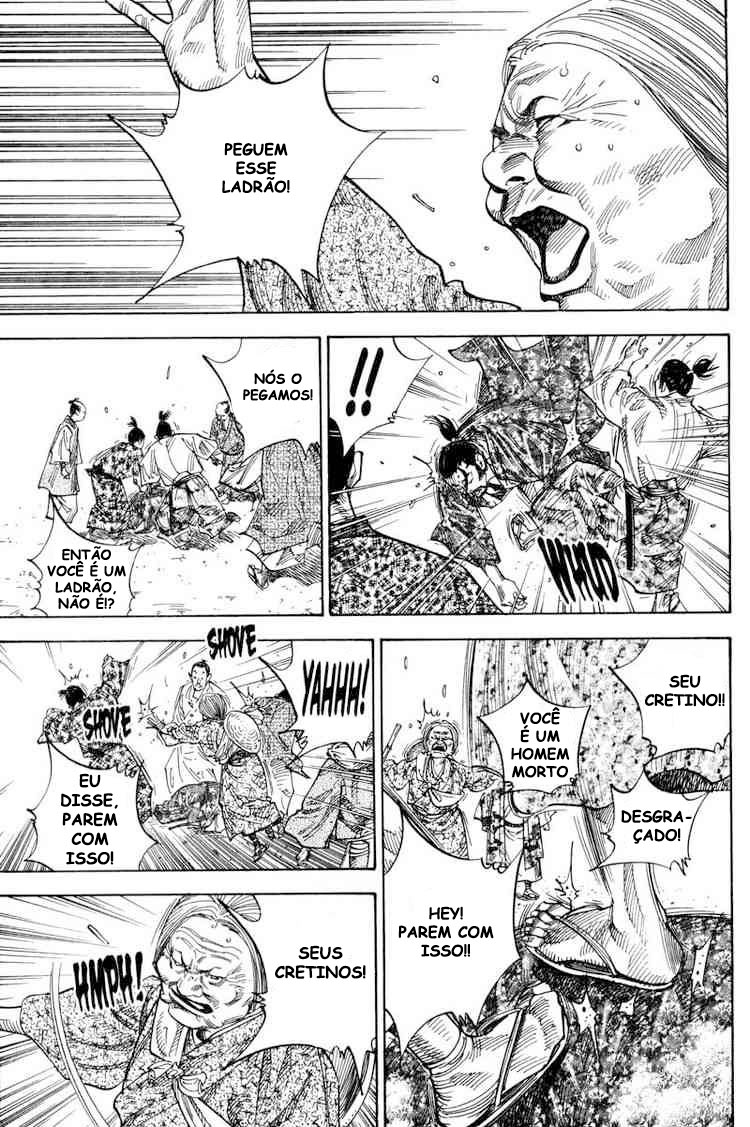 PEGUEM
ESSE
LADRÃO!
!!
WHUD
NÓS O
PEGAMOS!
ENTÃO
VOCÊ É UM
LADRÃO,
NÃO É!?
SEU
CRETINO!!
VOCÊ
É UM
HOMEM
MORTO
DESGRA-
ÇADO!
HEY!
PAREM COM
ISSO!!
SHOVE
YAHHH!
SHOVE
EU
DISSE,
PAREM
COM
ISSO!
SEUS
CRETINOS!
HMPH!